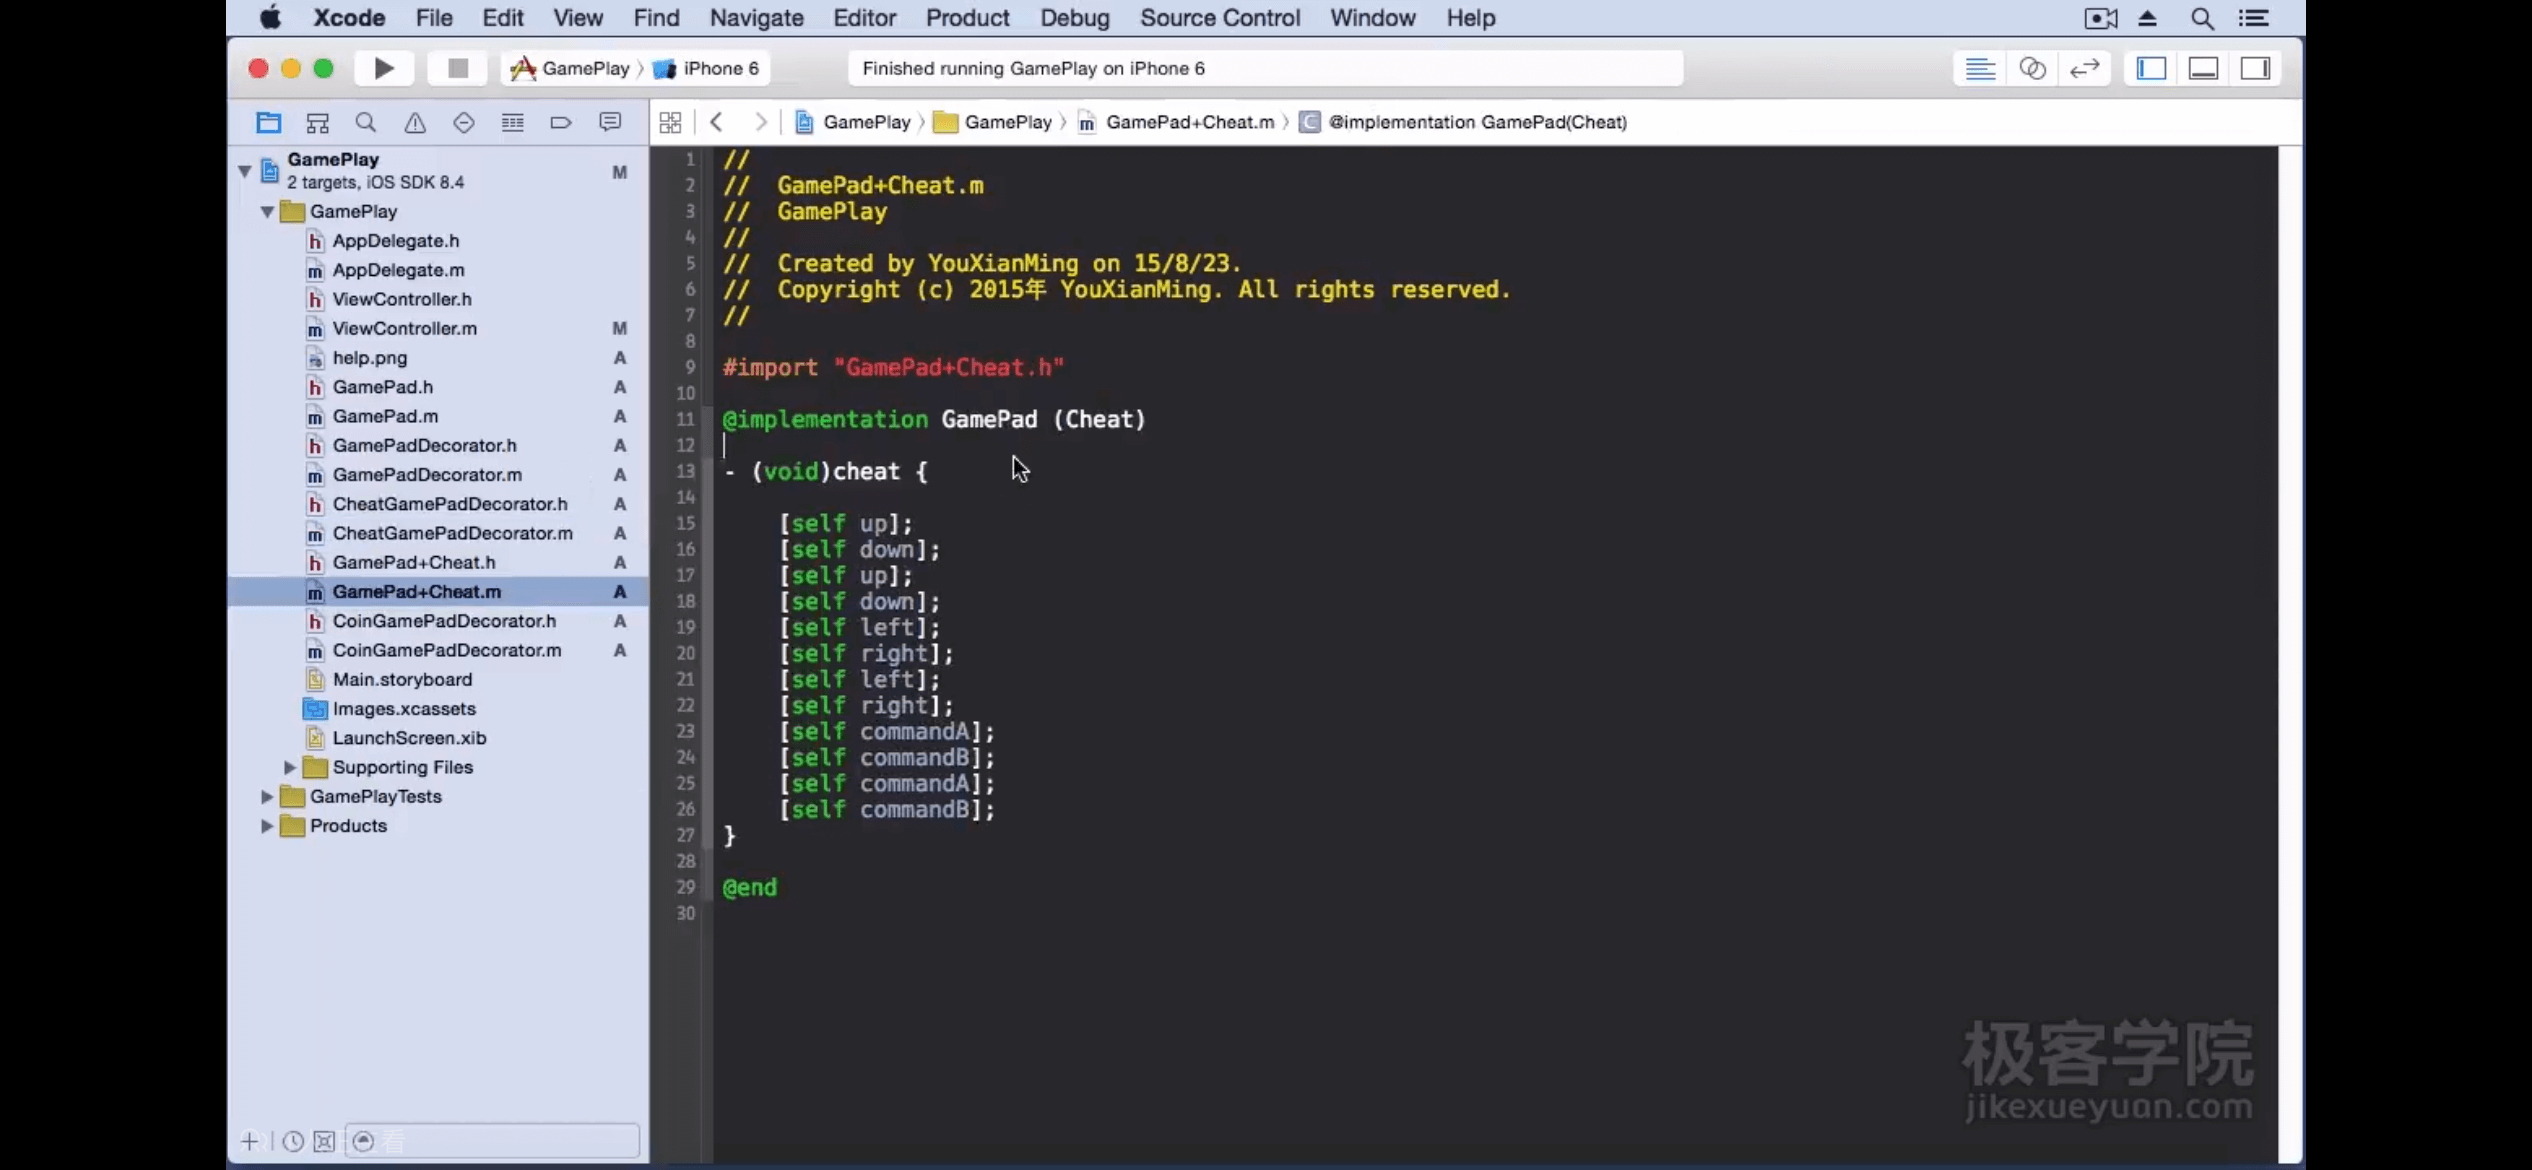 Xcode File Edit View Find Navigate Editor Product Debug Source Control Window Help
GamePlay iPhone 6
Finished running GamePlay on iPhone 6
GamePlay GamePlay GamePad+Cheat.m @implementation GamePad(Cheat)
GamePlay
2 targets, iOS SDK 8.4 M
GamePlay
AppDelegate.h
AppDelegate.m
ViewController.h
ViewController.m M
help.png A
GamePad.h A
GamePad.m A
GamePadDecorator.h A
GamePadDecorator.m A
CheatGamePadDecorator.h A
CheatGamePadDecorator.m A
GamePad+Cheat.h A
GamePad+Cheat.m A
CoinGamePadDecorator.h A
CoinGamePadDecorator.m A
Main.storyboard
Images.xcassets
LaunchScreen.xib
Supporting Files
GamePlayTests
Products
1 //
2 //  GamePad+Cheat.m
3 //  GamePlay
4 //
5 //  Created by YouXianMing on 15/8/23.
6 //  Copyright (c) 2015年 YouXianMing. All rights reserved.
7 //
8
9 #import "GamePad+Cheat.h"
10
11 @implementation GamePad (Cheat)
12
13 - (void)cheat {
14
15     [self up];
16     [self down];
17     [self up];
18     [self down];
19     [self left];
20     [self right];
21     [self left];
22     [self right];
23     [self commandA];
24     [self commandB];
25     [self commandA];
26     [self commandB];
27 }
28
29 @end
30
极客学院
jikexueyuan.com